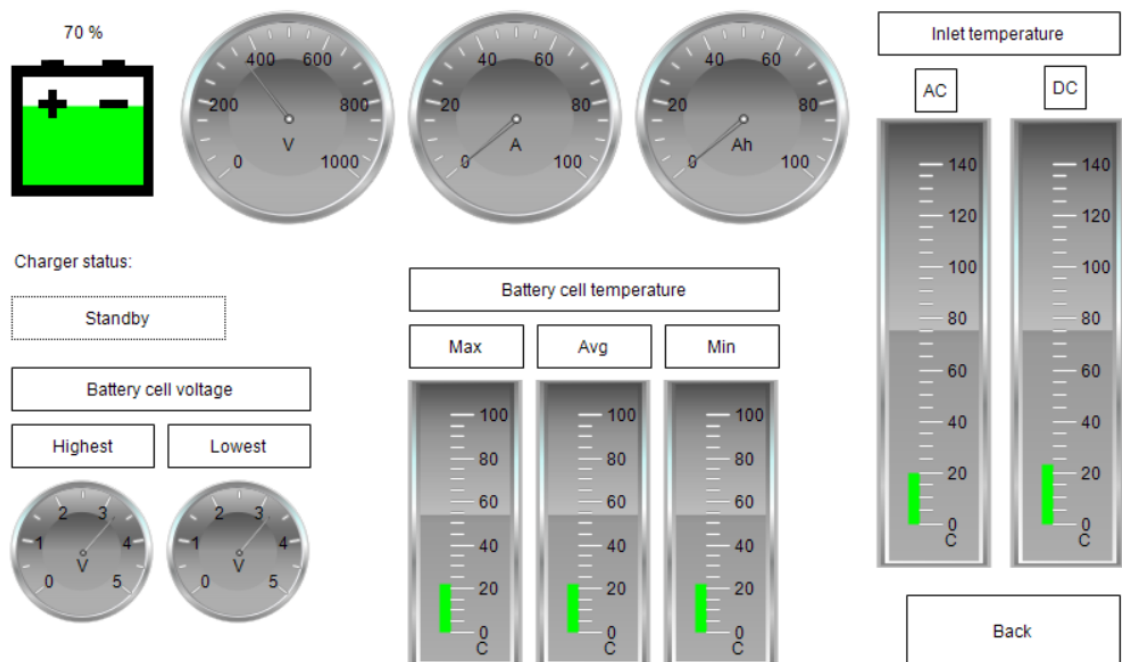 70 %
400 600
200 800
0 1000
V
40 60
20 80
0 100
A
40 60
20 80
0 100
Ah
Inlet temperature
AC DC
140 140
120 120
100 100
80 80
60 60
40 40
20 20
0 0
C C
Charger status:
Standby
Battery cell voltage
Highest Lowest
2 3
1 4
0 5
V
2 3
1 4
0 5
V
Battery cell temperature
Max Avg Min
100 100 100
80 80 80
60 60 60
40 40 40
20 20 20
0 0 0
C C C
Back